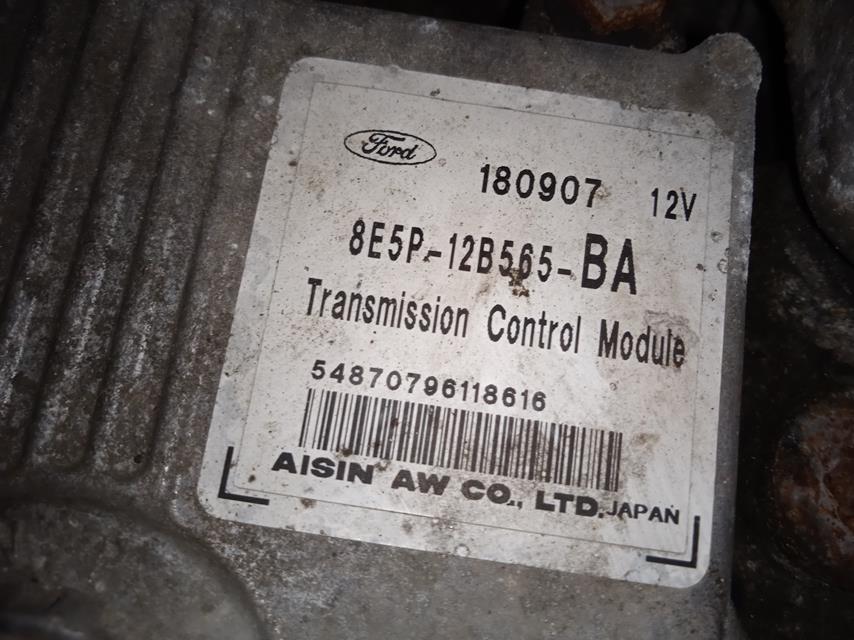 Ford
180907 12V
8E5P-12B565-BA
Transmission Control Module
54870796118616
AISIN AW CO., LTD. JAPAN